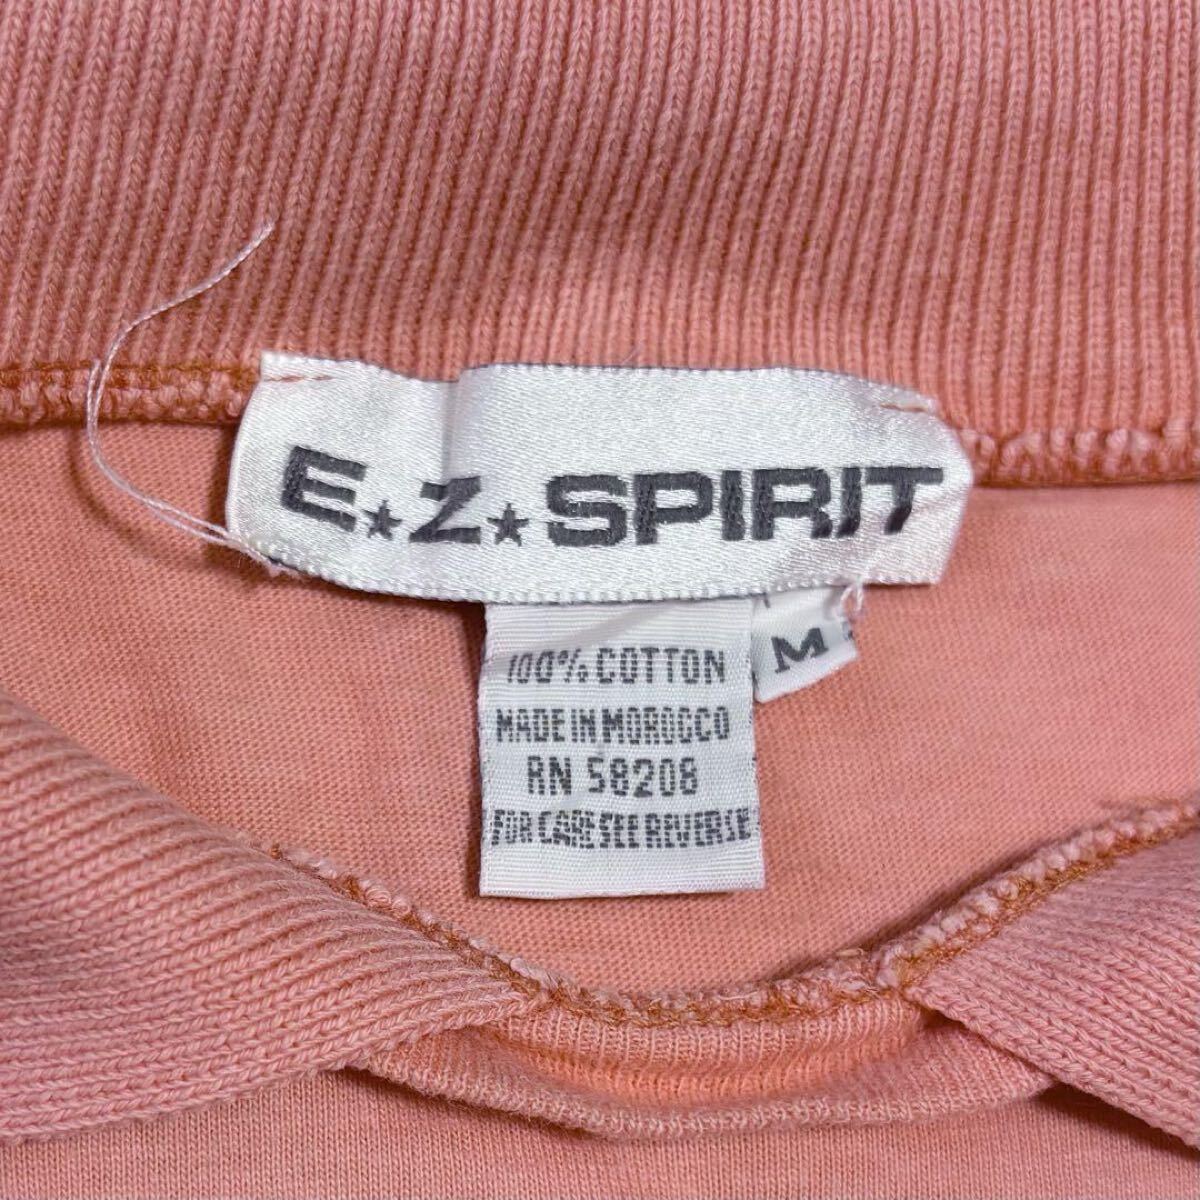 E★Z★SPIRIT
M
100% COTTON
MADE IN MOROCCO
RN 58208
FOR CARE SEE REVERSE